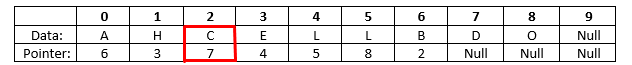 0 1 2 3 4 5 6 7 8 9
Data: A H C E L L B D O Null
Pointer: 6 3 7 4 5 8 2 Null Null Null